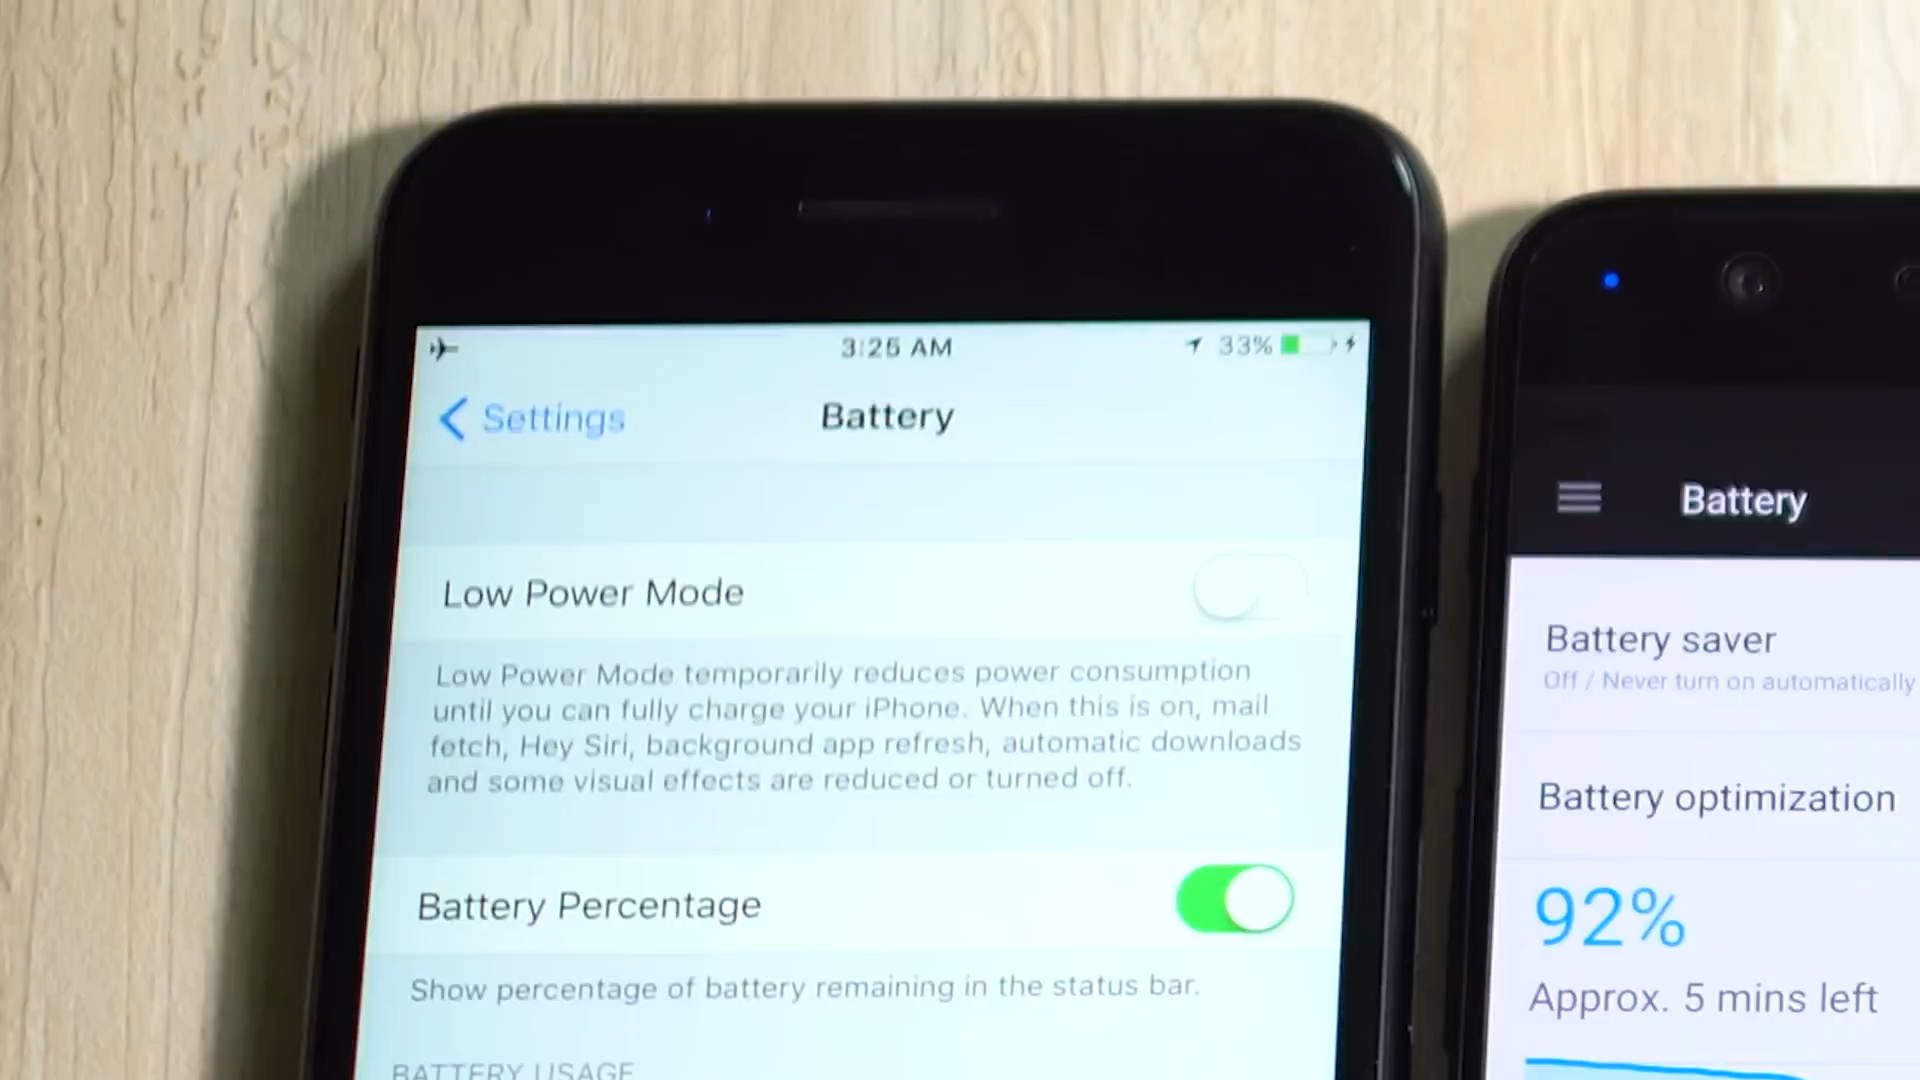 3:25 AM
33%
Settings
Battery
Low Power Mode
Low Power Mode temporarily reduces power consumption
until you can fully charge your iPhone. When this is on, mail
fetch, Hey Siri, background app refresh, automatic downloads
and some visual effects are reduced or turned off.
Battery Percentage
Show percentage of battery remaining in the status bar.
BATTERY USAGE
Battery
Battery saver
Off / Never turn on automatically
Battery optimization
92%
Approx. 5 mins left